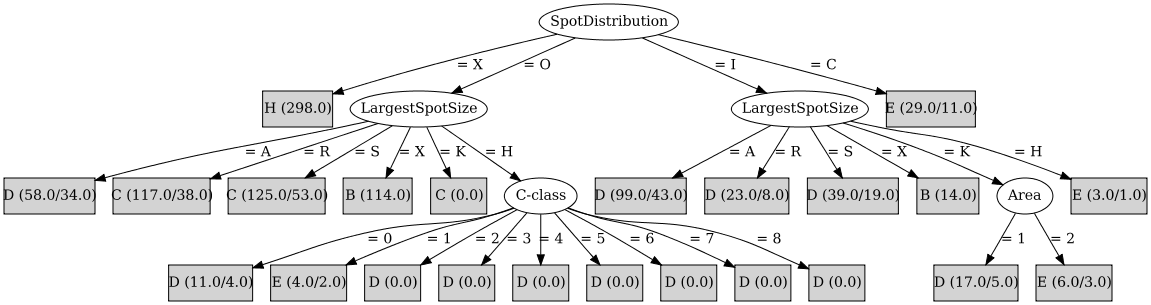 SpotDistribution
= X
= O
= I
= C
H (298.0)
LargestSpotSize
LargestSpotSize
E (29.0/11.0)
= A
= R
= S
= X
= K
= H
= A
= R
= S
= X
= K
= H
D (58.0/34.0)
C (117.0/38.0)
C (125.0/53.0)
B (114.0)
C (0.0)
C-class
D (99.0/43.0)
D (23.0/8.0)
D (39.0/19.0)
B (14.0)
Area
E (3.0/1.0)
= 0
= 1
= 2
= 3
= 4
= 5
= 6
= 7
= 8
= 1
= 2
D (11.0/4.0)
E (4.0/2.0)
D (0.0)
D (0.0)
D (0.0)
D (0.0)
D (0.0)
D (0.0)
D (0.0)
D (17.0/5.0)
E (6.0/3.0)